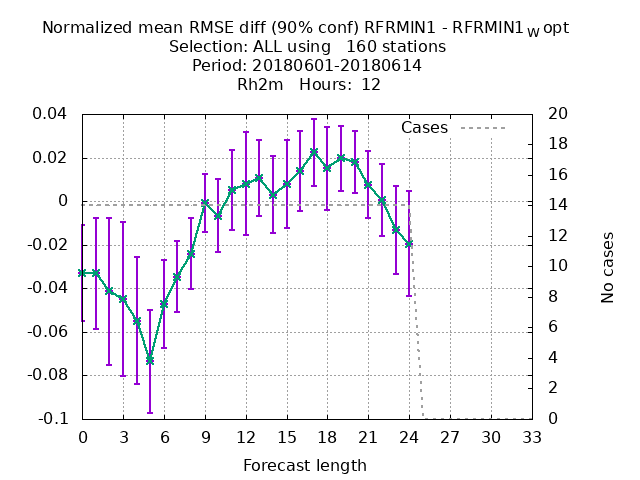 Normalized mean RMSE diff (90% conf) RFRMIN1 - RFRMIN1wopt
Selection: ALL using 160 stations
Period: 20180601-20180614
Rh2m Hours: 12
Cases
0.04
0.02
0
-0.02
-0.04
-0.06
-0.08
-0.1
20
18
16
14
12
10
8
6
4
2
0
No cases
0 3 6 9 12 15 18 21 24 27 30 33
Forecast length